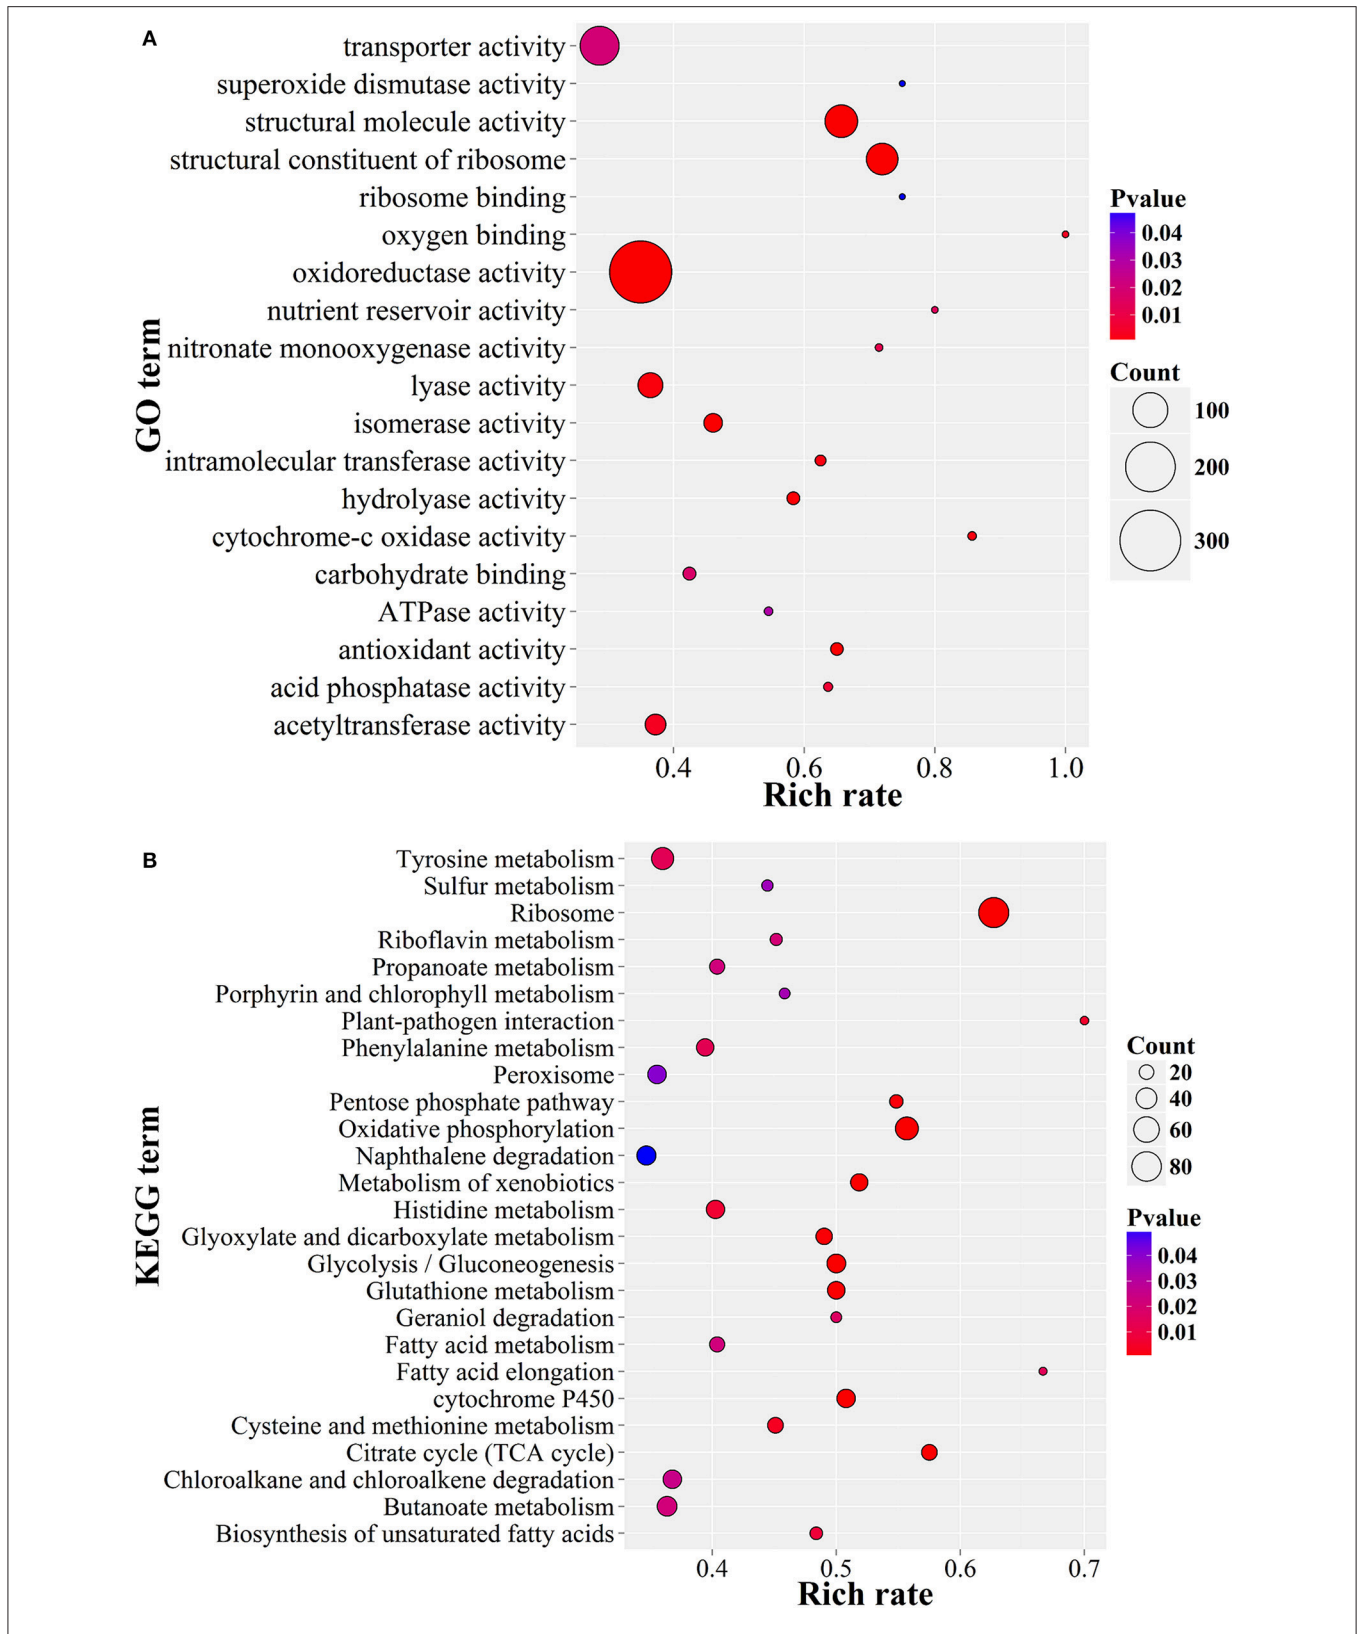 A
transporter activity
superoxide dismutase activity
structural molecule activity
structural constituent of ribosome
ribosome binding
oxygen binding
oxidoreductase activity
nutrient reservoir activity
nitronate monooxygenase activity
lyase activity
isomerase activity
intramolecular transferase activity
hydrolyase activity
cytochrome-c oxidase activity
carbohydrate binding
ATPase activity
antioxidant activity
acid phosphatase activity
acetyltransferase activity
GO term
0.4 0.6 0.8 1.0
Rich rate
Pvalue
0.04
0.03
0.02
0.01
Count
100
200
300
B
Tyrosine metabolism
Sulfur metabolism
Ribosome
Riboflavin metabolism
Propanoate metabolism
Porphyrin and chlorophyll metabolism
Plant-pathogen interaction
Phenylalanine metabolism
Peroxisome
Pentose phosphate pathway
Oxidative phosphorylation
Naphthalene degradation
Metabolism of xenobiotics
Histidine metabolism
Glyoxylate and dicarboxylate metabolism
Glycolysis / Gluconeogenesis
Glutathione metabolism
Geraniol degradation
Fatty acid metabolism
Fatty acid elongation
cytochrome P450
Cysteine and methionine metabolism
Citrate cycle (TCA cycle)
Chloroalkane and chloroalkene degradation
Butanoate metabolism
Biosynthesis of unsaturated fatty acids
KEGG term
0.4 0.5 0.6 0.7
Rich rate
Count
20
40
60
80
Pvalue
0.04
0.03
0.02
0.01